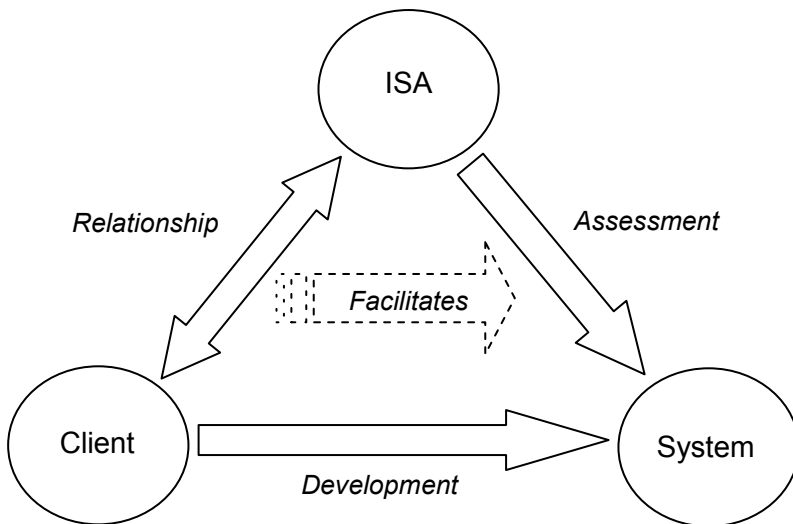 ISA
Relationship
Assessment
Facilitates
Client
System
Development